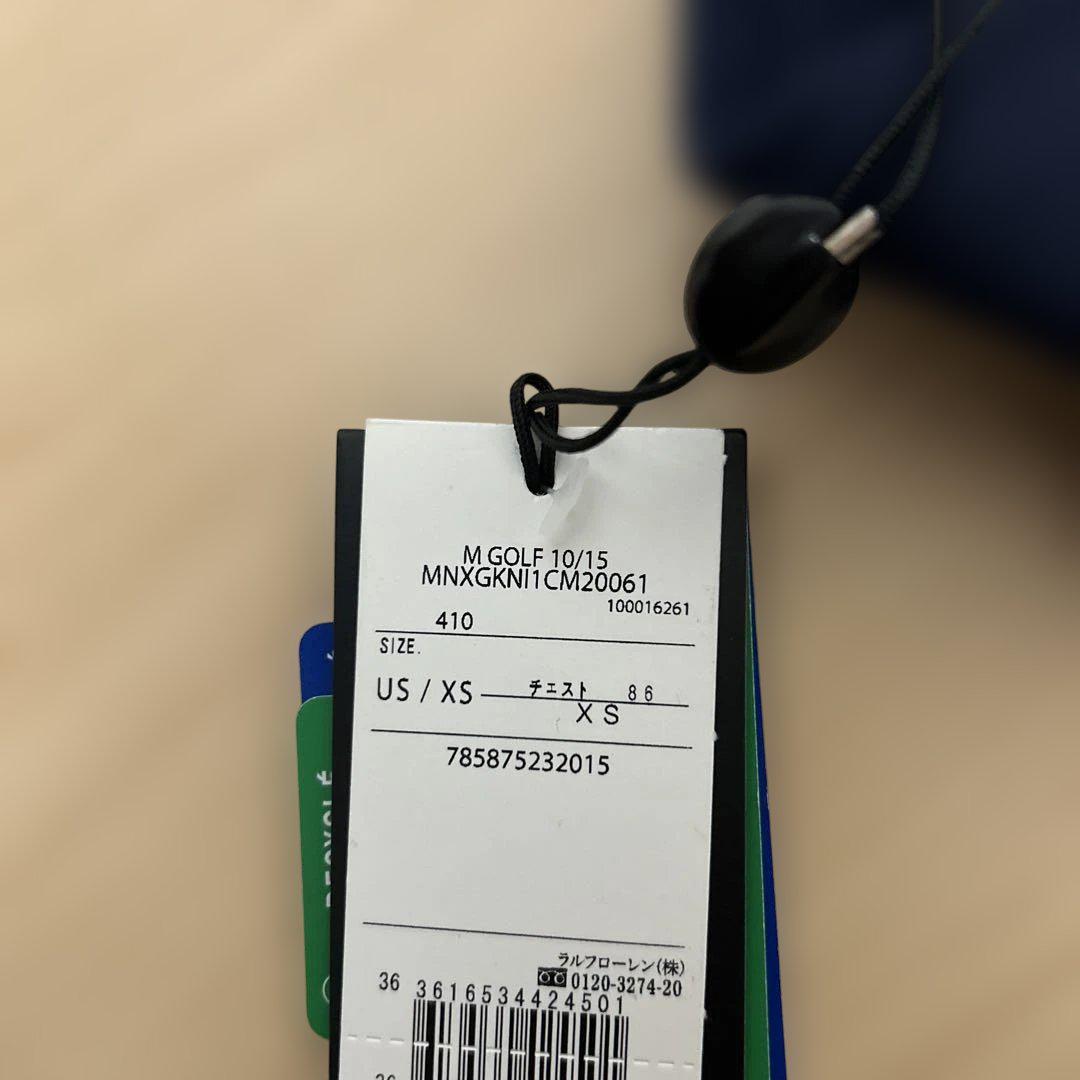 M GOLF 10/15
MNXGKNI1CM20061
100016261
410
SIZE.
US / XS
チェスト 86
XS
785875232015
ラルフローレン(株)
0120-3274-20
36
3616534424501
RECYCLE